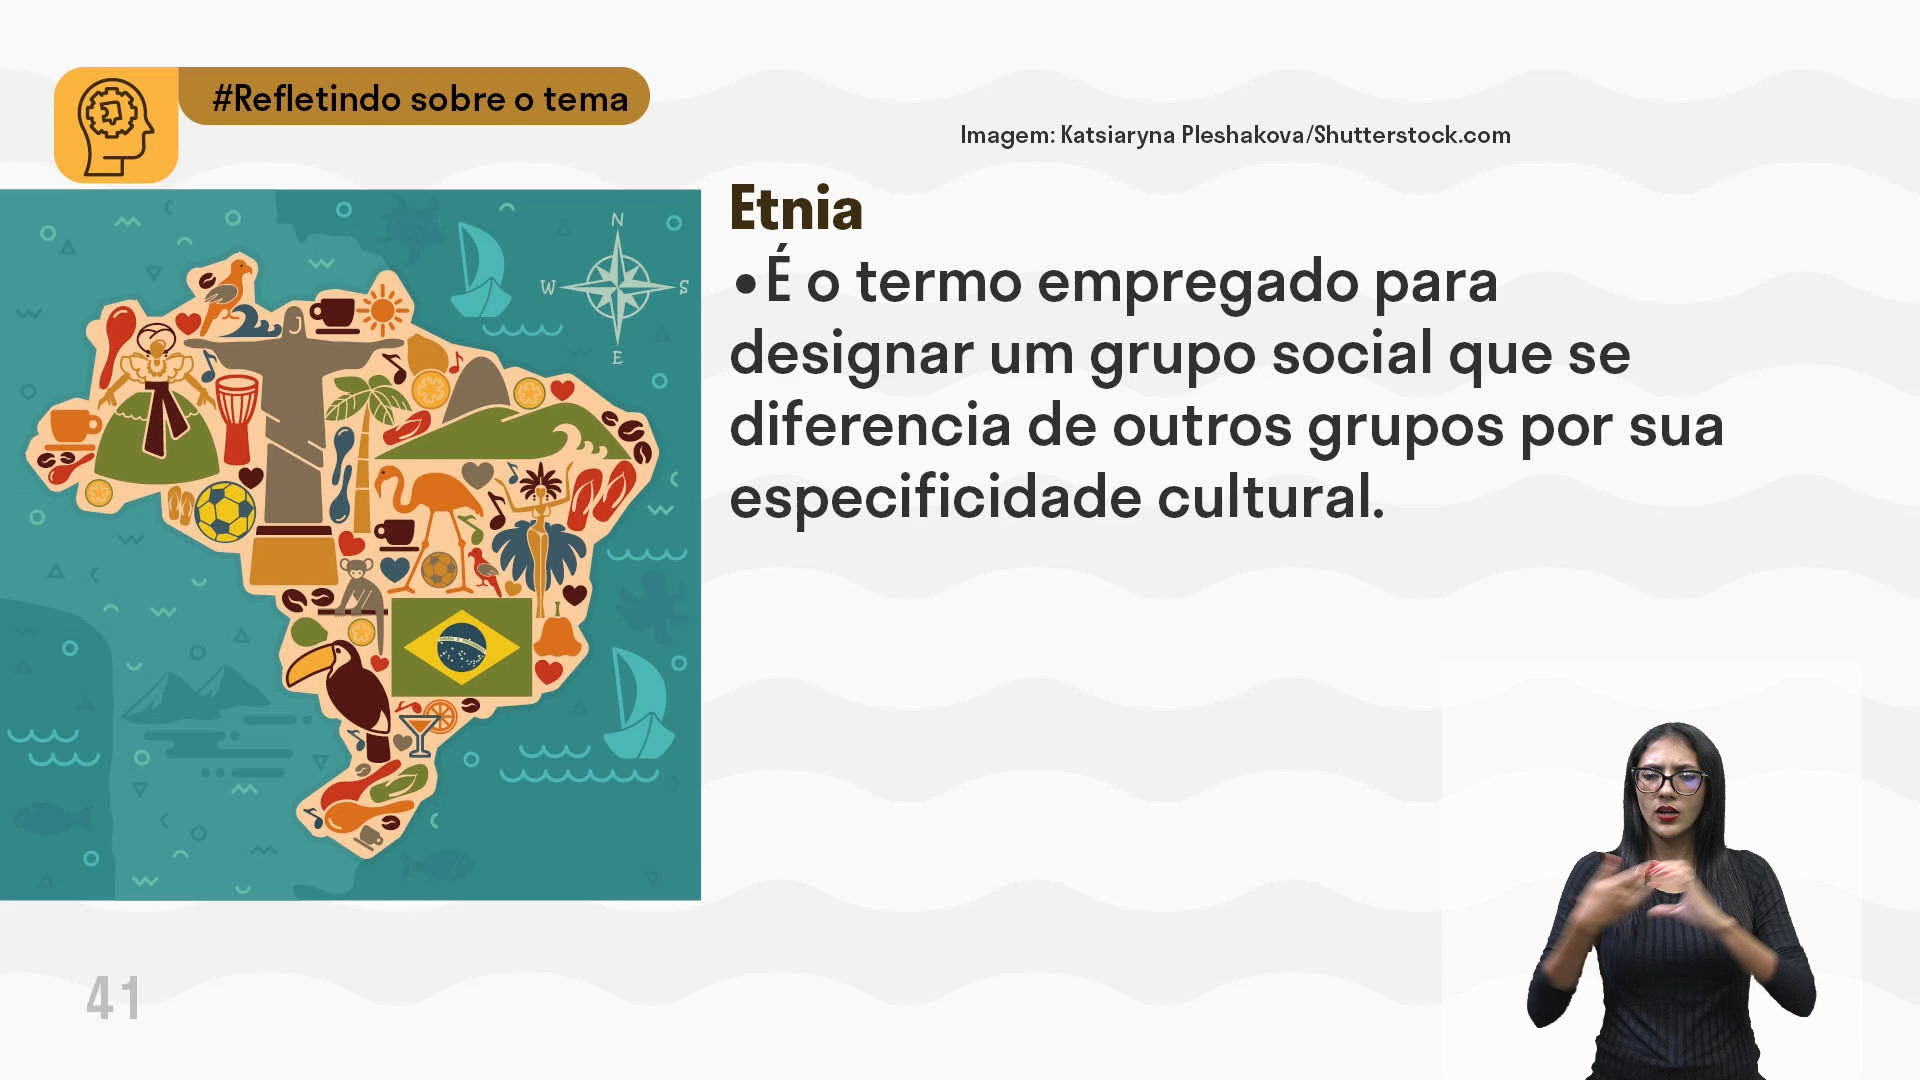 #Refletindo sobre o tema
Imagem: Katsiaryna Pleshakova/Shutterstock.com
Etnia
•É o termo empregado para
designar um grupo social que se
diferencia de outros grupos por sua
especificidade cultural.
N
W
S
E
41